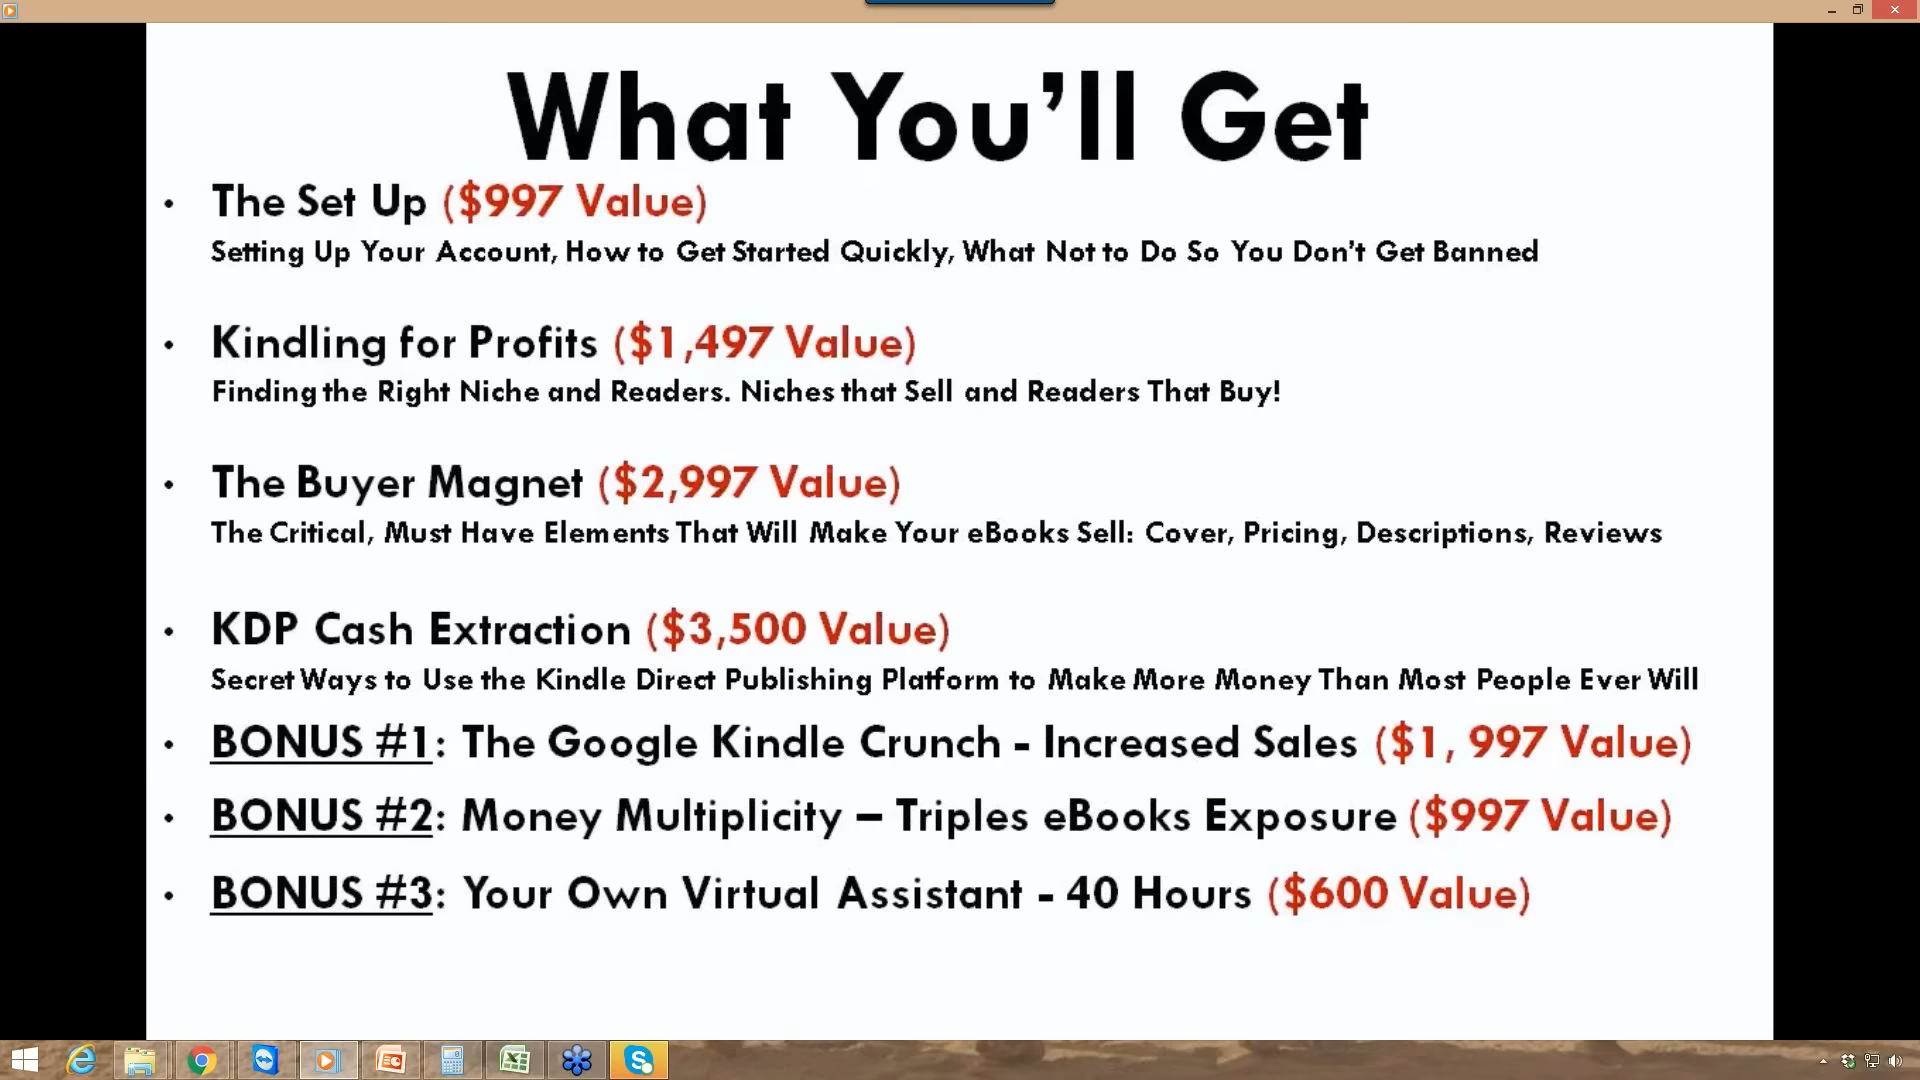 What You’ll Get
• The Set Up ($997 Value)
Setting Up Your Account, How to Get Started Quickly, What Not to Do So You Don’t Get Banned
• Kindling for Profits ($1,497 Value)
Finding the Right Niche and Readers. Niches that Sell and Readers That Buy!
• The Buyer Magnet ($2,997 Value)
The Critical, Must Have Elements That Will Make Your eBooks Sell: Cover, Pricing, Descriptions, Reviews
• KDP Cash Extraction ($3,500 Value)
Secret Ways to Use the Kindle Direct Publishing Platform to Make More Money Than Most People Ever Will
• BONUS #1: The Google Kindle Crunch - Increased Sales ($1, 997 Value)
• BONUS #2: Money Multiplicity – Triples eBooks Exposure ($997 Value)
• BONUS #3: Your Own Virtual Assistant - 40 Hours ($600 Value)